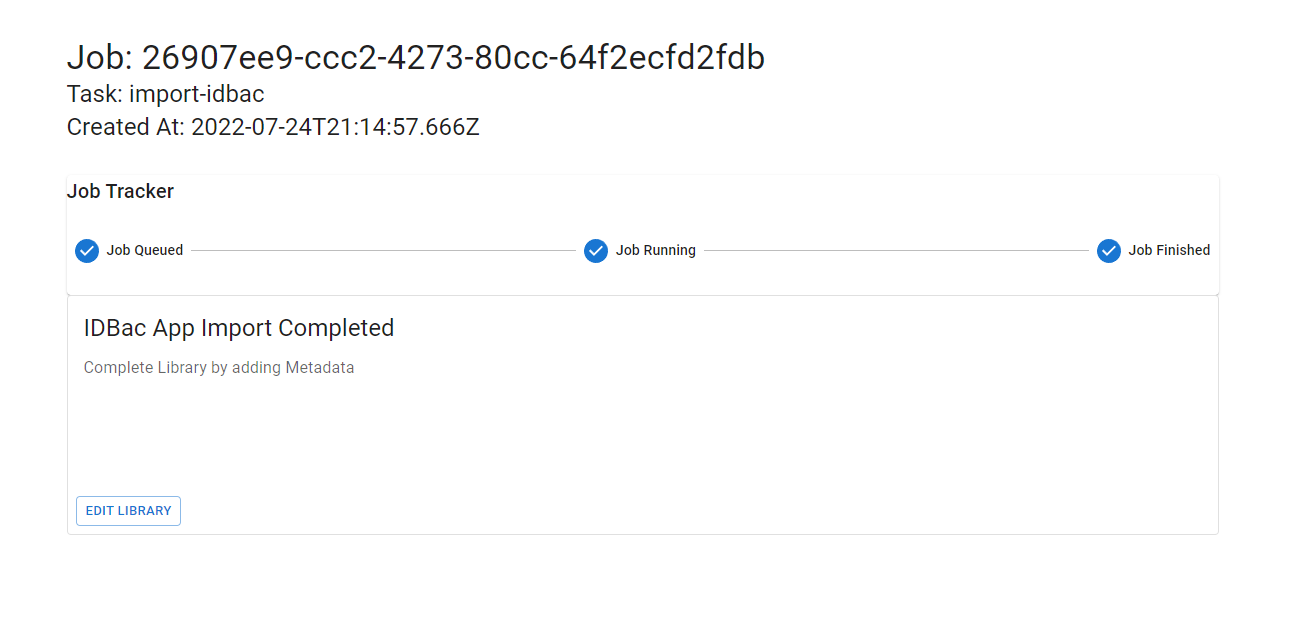 Job: 26907ee9-ccc2-4273-80cc-64f2ecfd2fdb
Task: import-idbac
Created At: 2022-07-24T21:14:57.666Z
Job Tracker
Job Queued
Job Running
Job Finished
IDBac App Import Completed
Complete Library by adding Metadata
EDIT LIBRARY